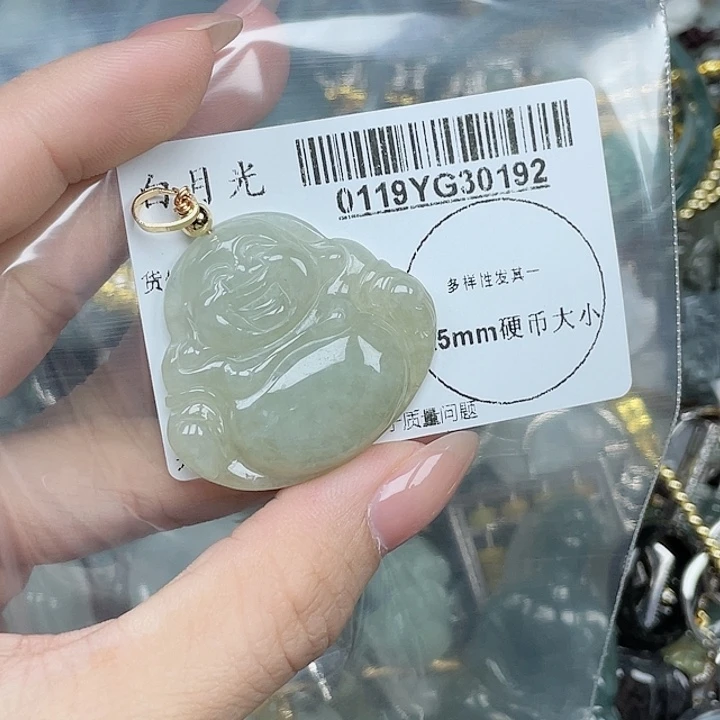 白月光
0119YG30192
货
多样性发其一
5mm硬币大小
质量问题